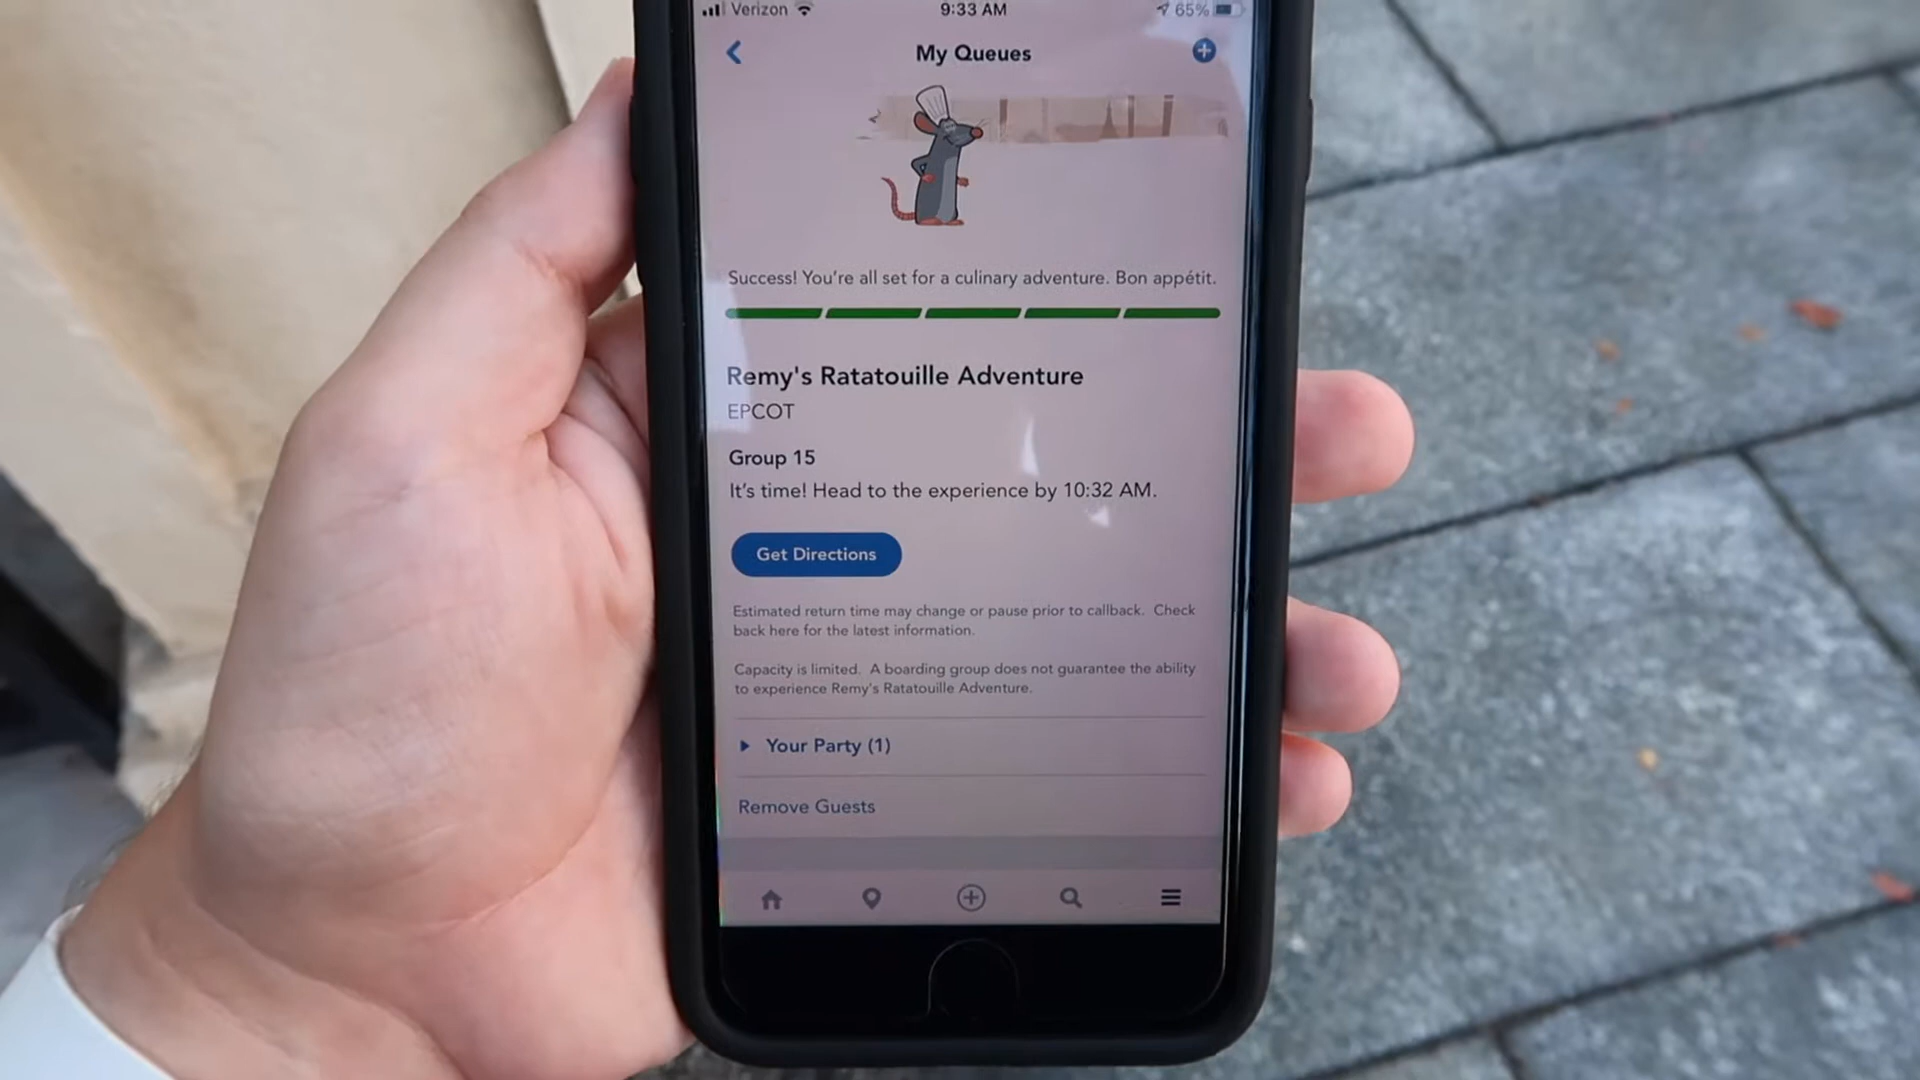 Verizon 9:33 AM 65%
My Queues
Success! You're all set for a culinary adventure. Bon appétit.
Remy's Ratatouille Adventure
EPCOT
Group 15
It's time! Head to the experience by 10:32 AM.
Get Directions
Estimated return time may change or pause prior to callback. Check
back here for the latest information.
Capacity is limited. A boarding group does not guarantee the ability
to experience Remy's Ratatouille Adventure.
Your Party (1)
Remove Guests